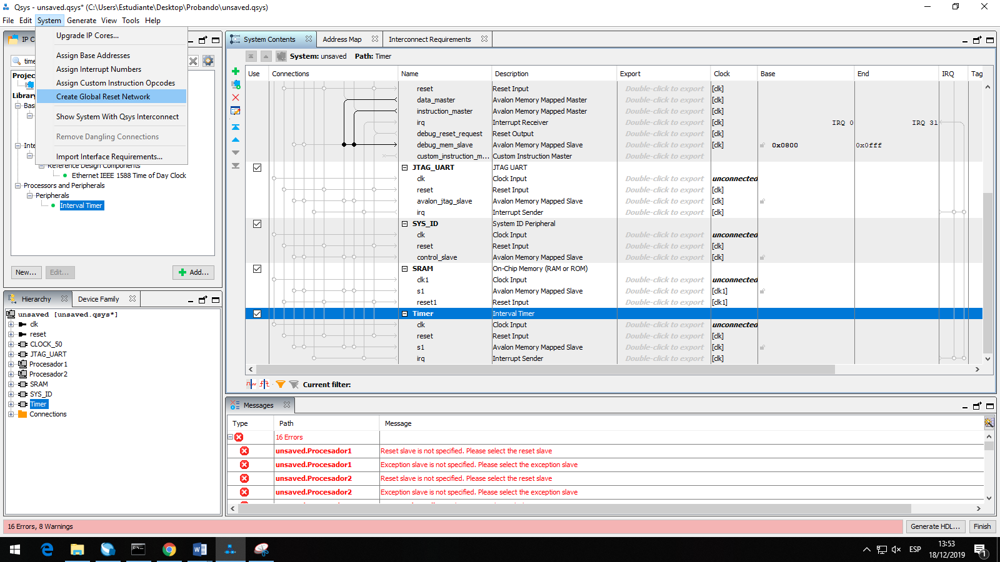 Qsys - unsaved.qsys* (C:\Users\Estudiante\Desktop\Probando\unsaved.qsys)
File Edit System Generate View Tools Help
IP C
Upgrade IP Cores...
Assign Base Addresses
Assign Interrupt Numbers
Assign Custom Instruction Opcodes
Create Global Reset Network
Show System With Qsys Interconnect
Remove Dangling Connections
Import Interface Requirements...
time
Projec
Library
Bas
Inte
Reference Design Components
Ethernet IEEE 1588 Time of Day Clock
Processors and Peripherals
Peripherals
Interval Timer
New... Edit... Add...
Hierarchy Device Family
unsaved [unsaved.qsys*]
clk
reset
CLOCK_50
JTAG_UART
Procesador1
Procesador2
SRAM
SYS_ID
Timer
Connections
System Contents Address Map Interconnect Requirements
System: unsaved Path: Timer
Use Connections Name Description Export Clock Base End IRQ Tag
reset Reset Input Double-click to export [clk]
data_master Avalon Memory Mapped Master Double-click to export [clk]
instruction_master Avalon Memory Mapped Master Double-click to export [clk]
irq Interrupt Receiver Double-click to export [clk] IRQ 0 IRQ 31
debug_reset_request Reset Output Double-click to export [clk]
debug_mem_slave Avalon Memory Mapped Slave Double-click to export [clk] 0x0800 0x0fff
custom_instruction_m... Custom Instruction Master Double-click to export
JTAG_UART JTAG UART
clk Clock Input Double-click to export unconnected
reset Reset Input Double-click to export [clk]
avalon_jtag_slave Avalon Memory Mapped Slave Double-click to export [clk]
irq Interrupt Sender Double-click to export [clk]
SYS_ID System ID Peripheral
clk Clock Input Double-click to export unconnected
reset Reset Input Double-click to export [clk]
control_slave Avalon Memory Mapped Slave Double-click to export [clk]
SRAM On-Chip Memory (RAM or ROM)
clk1 Clock Input Double-click to export unconnected
s1 Avalon Memory Mapped Slave Double-click to export [clk1]
reset1 Reset Input Double-click to export [clk1]
Timer Interval Timer
clk Clock Input Double-click to export unconnected
reset Reset Input Double-click to export [clk]
s1 Avalon Memory Mapped Slave Double-click to export [clk]
irq Interrupt Sender Double-click to export [clk]
Current filter:
Messages
Type Path Message
16 Errors
unsaved.Procesador1 Reset slave is not specified. Please select the reset slave
unsaved.Procesador1 Exception slave is not specified. Please select the exception slave
unsaved.Procesador2 Reset slave is not specified. Please select the reset slave
unsaved.Procesador2 Exception slave is not specified. Please select the exception slave
16 Errors, 8 Warnings Generate HDL... Finish
ESP
13:53
18/12/2019
1